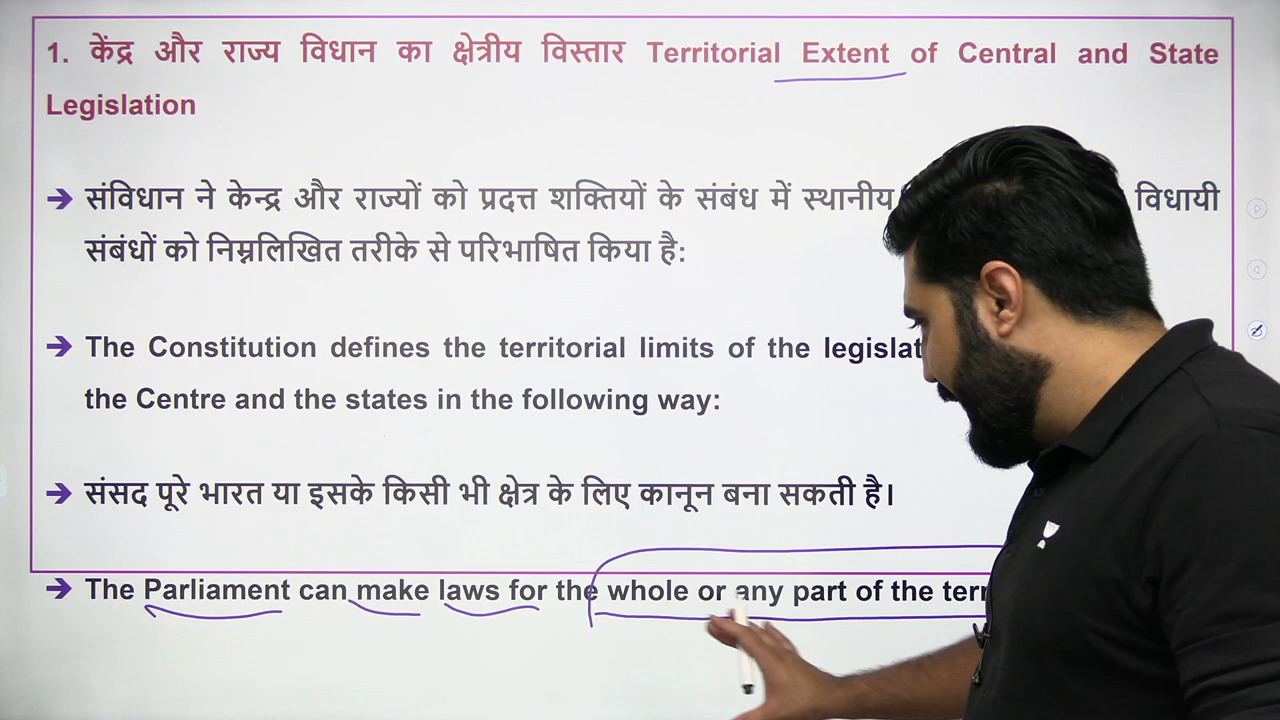 1. केंद्र और राज्य विधान का क्षेत्रीय विस्तार Territorial Extent of Central and State
Legislation
→ संविधान ने केन्द्र और राज्यों को प्रदत्त शक्तियों के संबंध में स्थानीय विधायी
संबंधों को निम्नलिखित तरीके से परिभाषित किया है:
→ The Constitution defines the territorial limits of the
the Centre and the states in the following way:
→ संसद पूरे भारत या इसके किसी भी क्षेत्र के लिए कानून बना सकती है।
→ The Parliament can make laws for the whole or any part of the